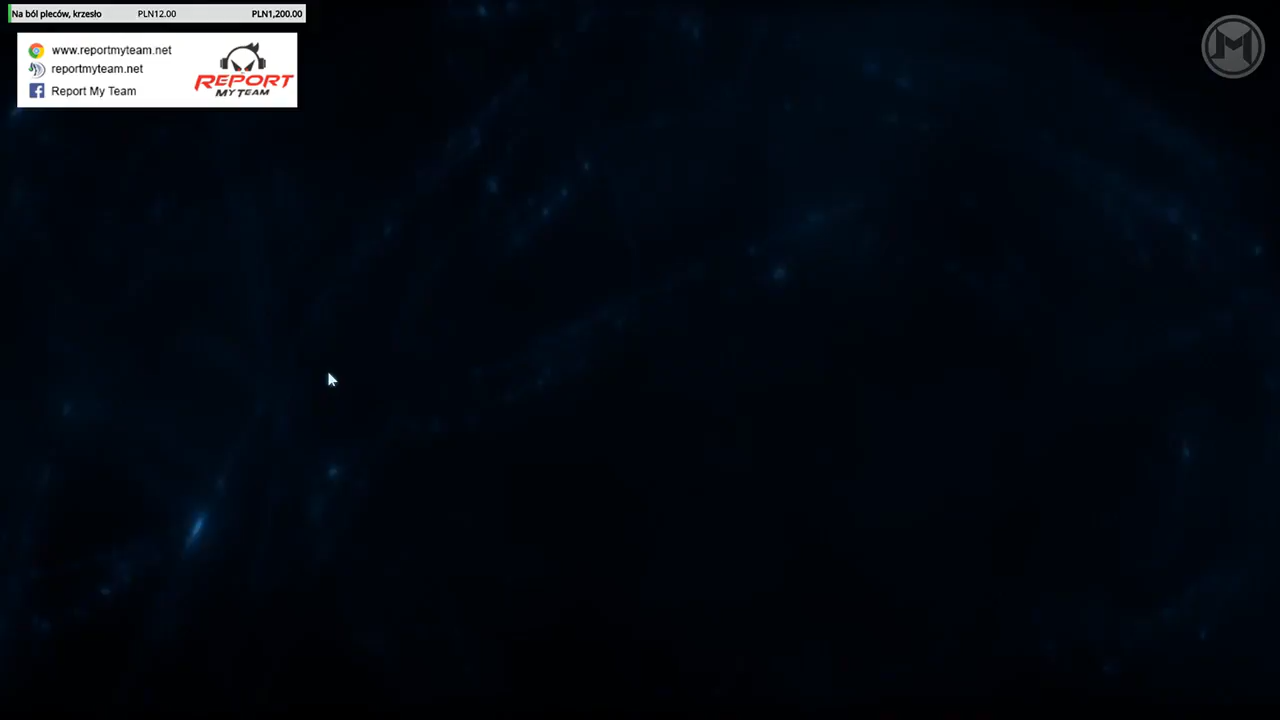 Na ból pleców, krzesło PLN12.00 PLN1,200.00
www.reportmyteam.net
reportmyteam.net
Report My Team
REPORT
MY TEAM
M